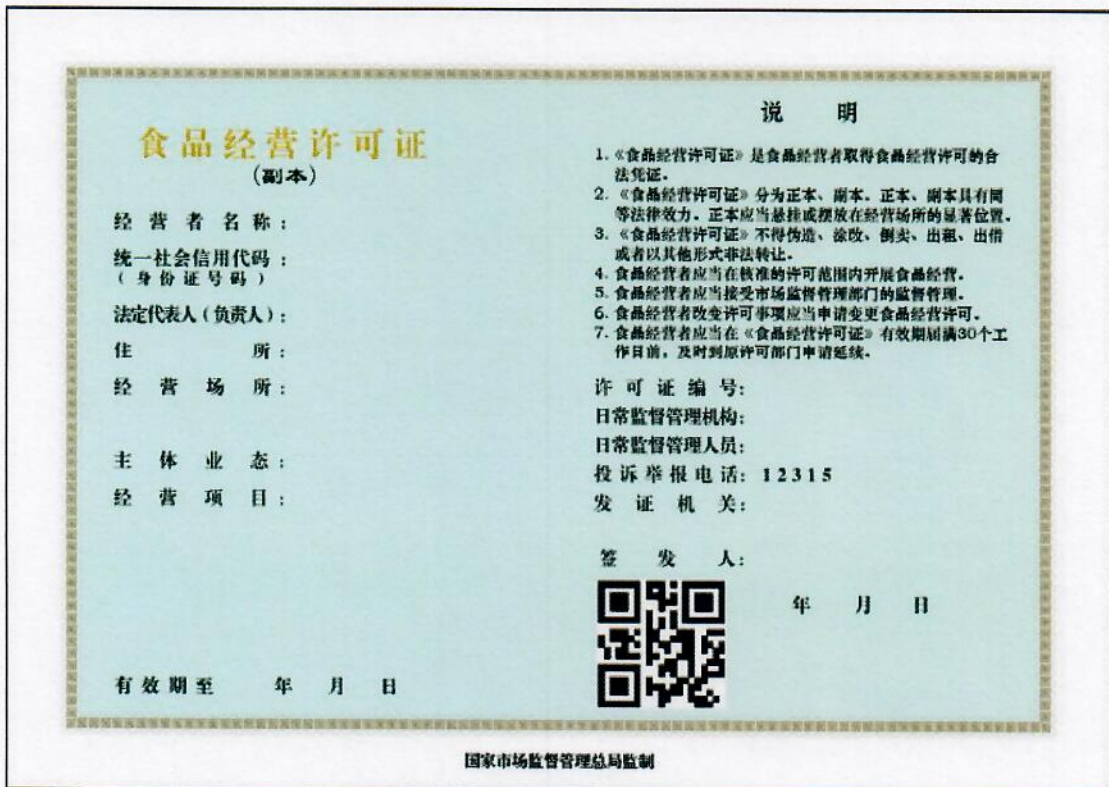 食品经营许可证
(副本)
经营者名称：
统一社会信用代码：
(身份证号码)
法定代表人(负责人)：
住所：
经营场所：
主体业态：
经营项目：
有效期至 年 月 日
说 明
1. 《食品经营许可证》是食品经营者取得食品经营许可的合
法凭证。
2. 《食品经营许可证》分为正本、副本。正本、副本具有同
等法律效力。正本应当悬挂或摆放在经营场所的显著位置。
3. 《食品经营许可证》不得伪造、涂改、倒卖、出租、出借
或者以其他形式非法转让。
4. 食品经营者应当在核准的许可范围内开展食品经营。
5. 食品经营者应当接受市场监督管理部门的监督管理。
6. 食品经营者改变许可事项应当申请变更食品经营许可。
7. 食品经营者应当在《食品经营许可证》有效期届满30个工
作日前，及时到原许可部门申请延续。
许可证编号：
日常监督管理机构：
日常监督管理人员：
投诉举报电话：12315
发证机关：
签发人：
年 月 日
国家市场监督管理总局监制